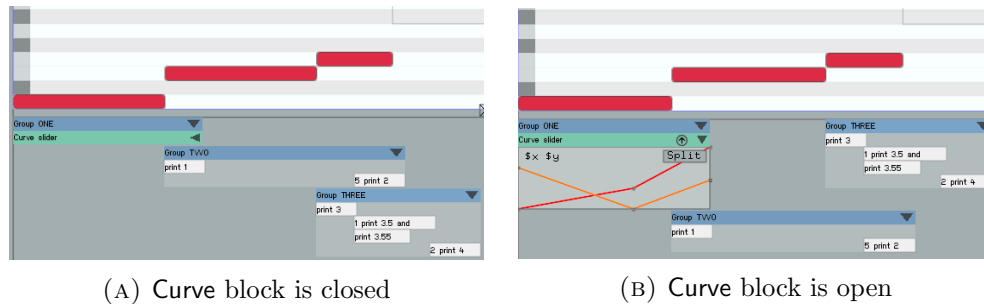 Group ONE
Curve slider
Group TWO
print 1
5 print 2
Group THREE
print 3
1 print 3.5 and
print 3.55
2 print 4
(A) Curve block is closed
Group ONE
Curve slider
$x $y
Split
Group THREE
print 3
1 print 3.5 and
print 3.55
2 print 4
Group TWO
print 1
5 print 2
(B) Curve block is open